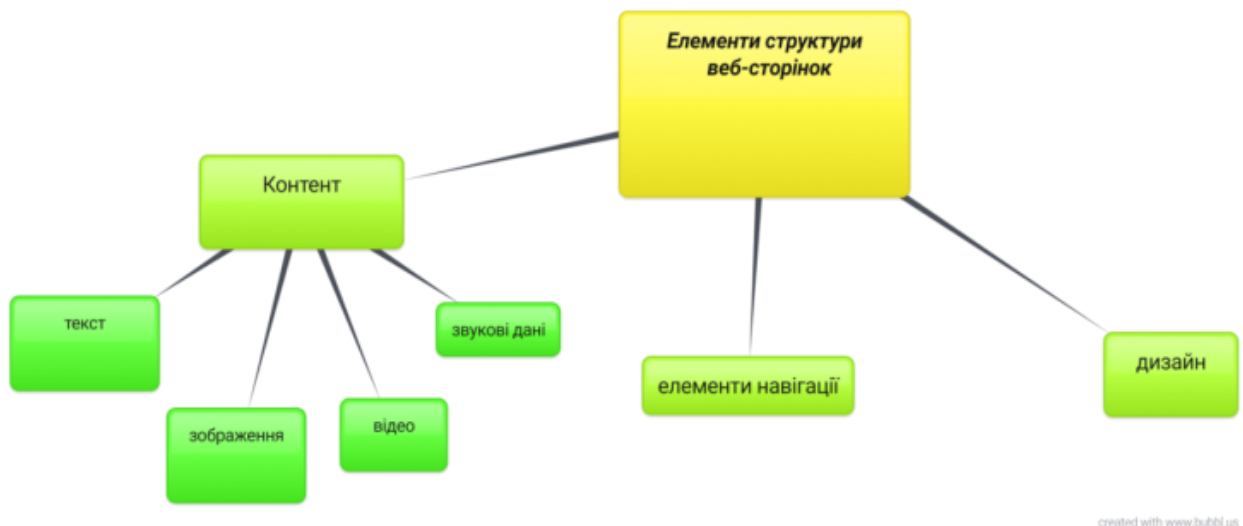 Елементи структури
веб-сторінок
Контент
текст
звукові дані
зображення
відео
елементи навігації
дизайн
created with www.bubbl.us